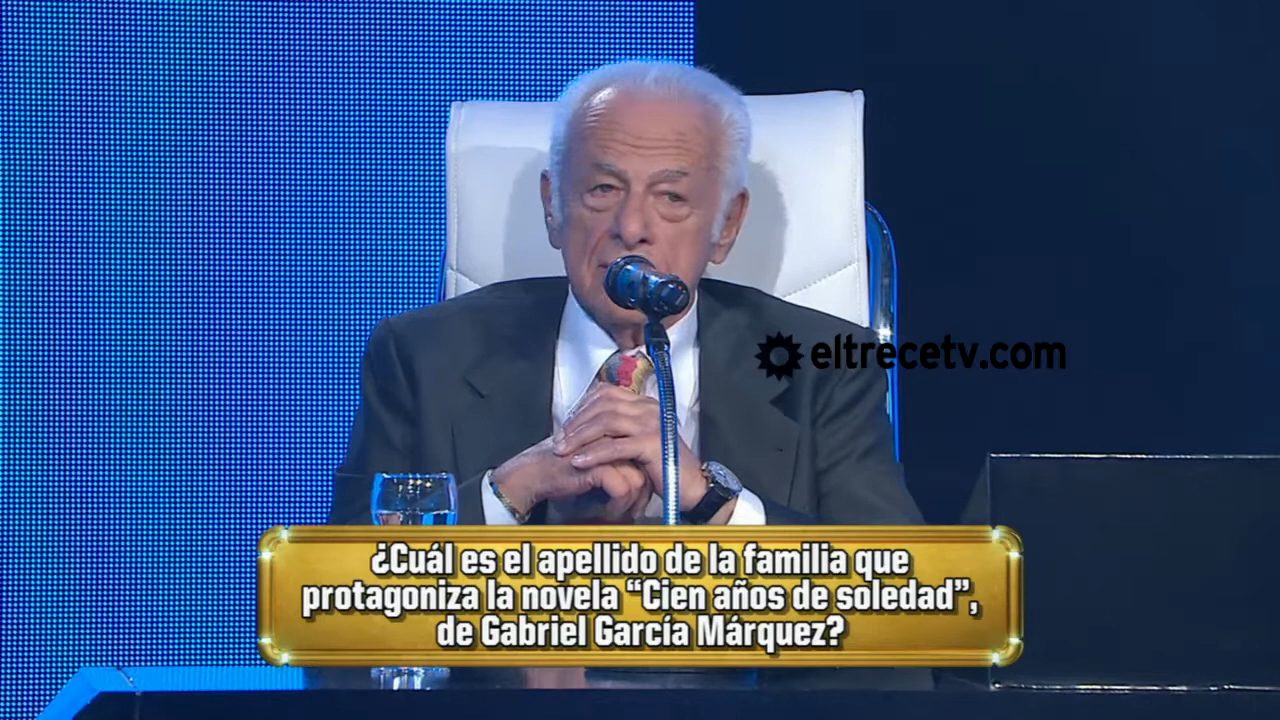 eltrecetv.com
¿Cuál es el apellido de la familia que
protagoniza la novela “Cien años de soledad”,
de Gabriel García Márquez?